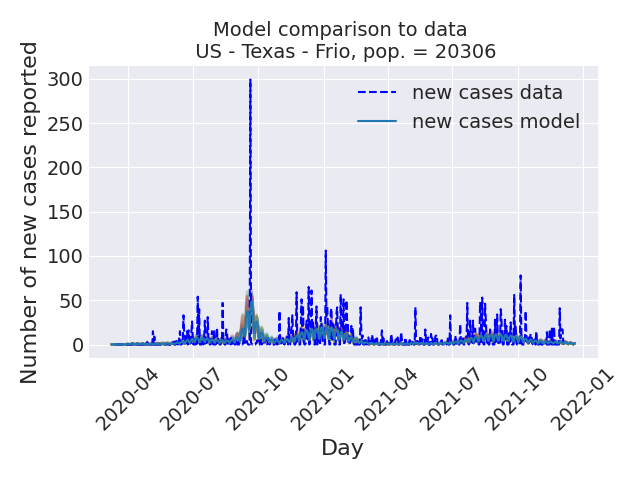 Model comparison to data
US - Texas - Frio, pop. = 20306
Number of new cases reported
300
250
200
150
100
50
0
new cases data
new cases model
2020-04
2020-07
2020-10
2021-01
2021-04
2021-07
2021-10
2022-01
Day